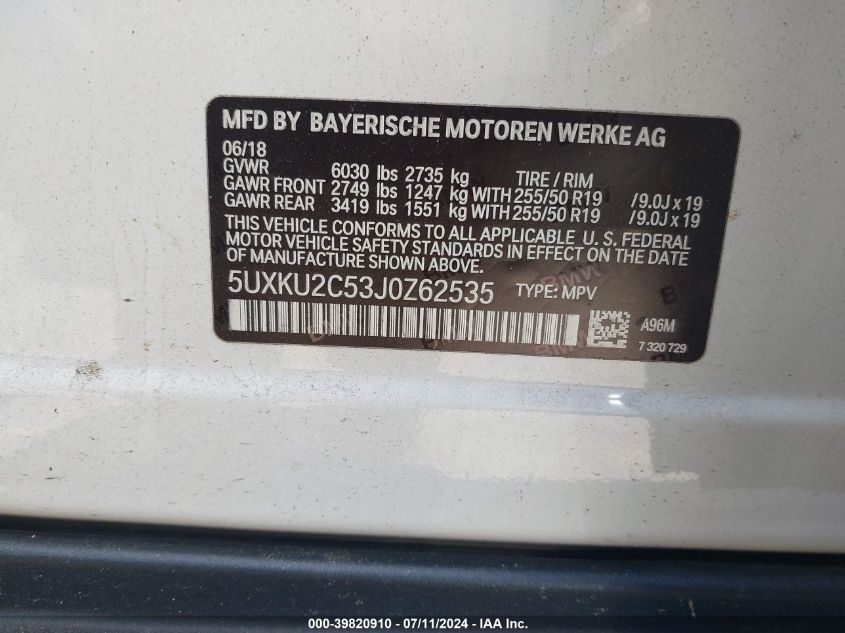 MFD BY BAYERISCHE MOTOREN WERKE AG
06/18
GVWR 6030 lbs 2735 kg TIRE / RIM
GAWR FRONT 2749 lbs 1247 kg WITH 255/50 R19 /9.0J x 19
GAWR REAR 3419 lbs 1551 kg WITH 255/50 R19 /9.0J x 19
THIS VEHICLE CONFORMS TO ALL APPLICABLE, U. S. FEDERAL
MOTOR VEHICLE SAFETY STANDARDS IN EFFECT ON THE DATE
OF MANUFACTURE SHOWN ABOVE.
5UXKU2C53J0Z62535 TYPE: MPV
A96M
7 320 729
000-39820910 - 07/11/2024 - IAAI Inc.